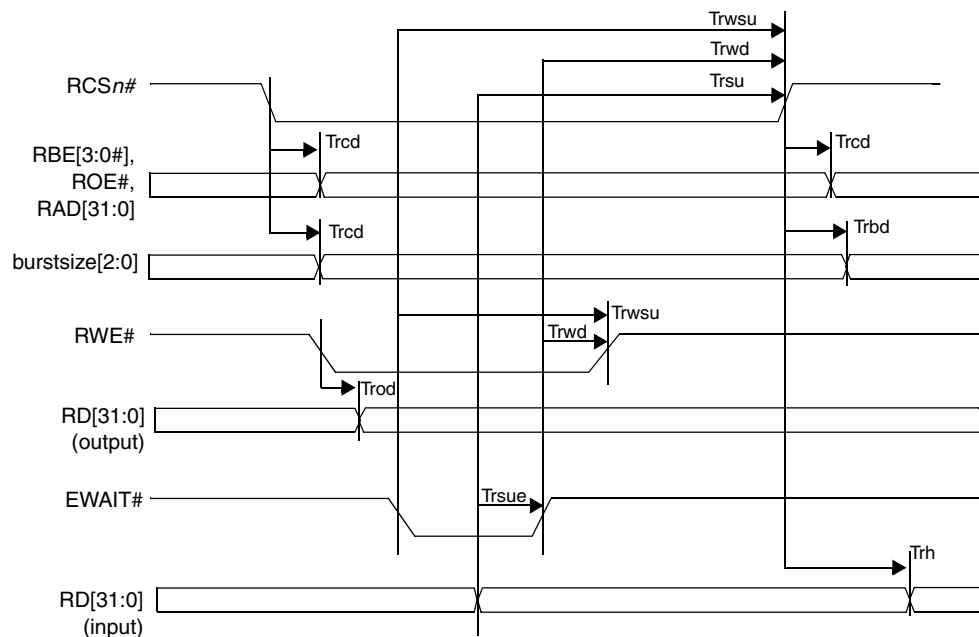 Trwsu
Trwd
RCSn#
Trsu
Trcd
Trcd
RBE[3:0#],
ROE#,
RAD[31:0]
Trcd
Trbd
burstsize[2:0]
Trwsu
RWE#
Trwd
Trod
RD[31:0]
(output)
EWAIT#
Trsue
Trh
RD[31:0]
(input)